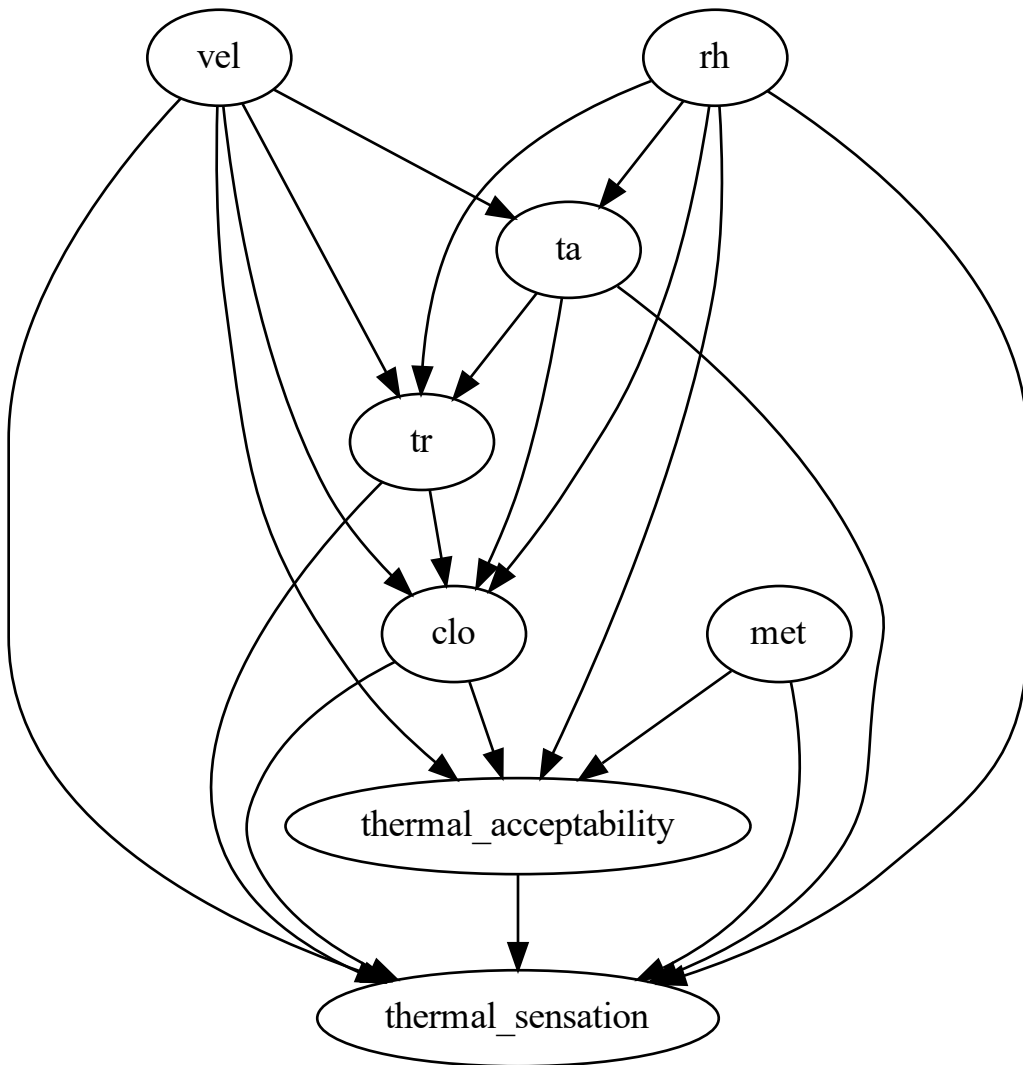 vel
rh
ta
tr
clo
met
thermal_acceptability
thermal_sensation